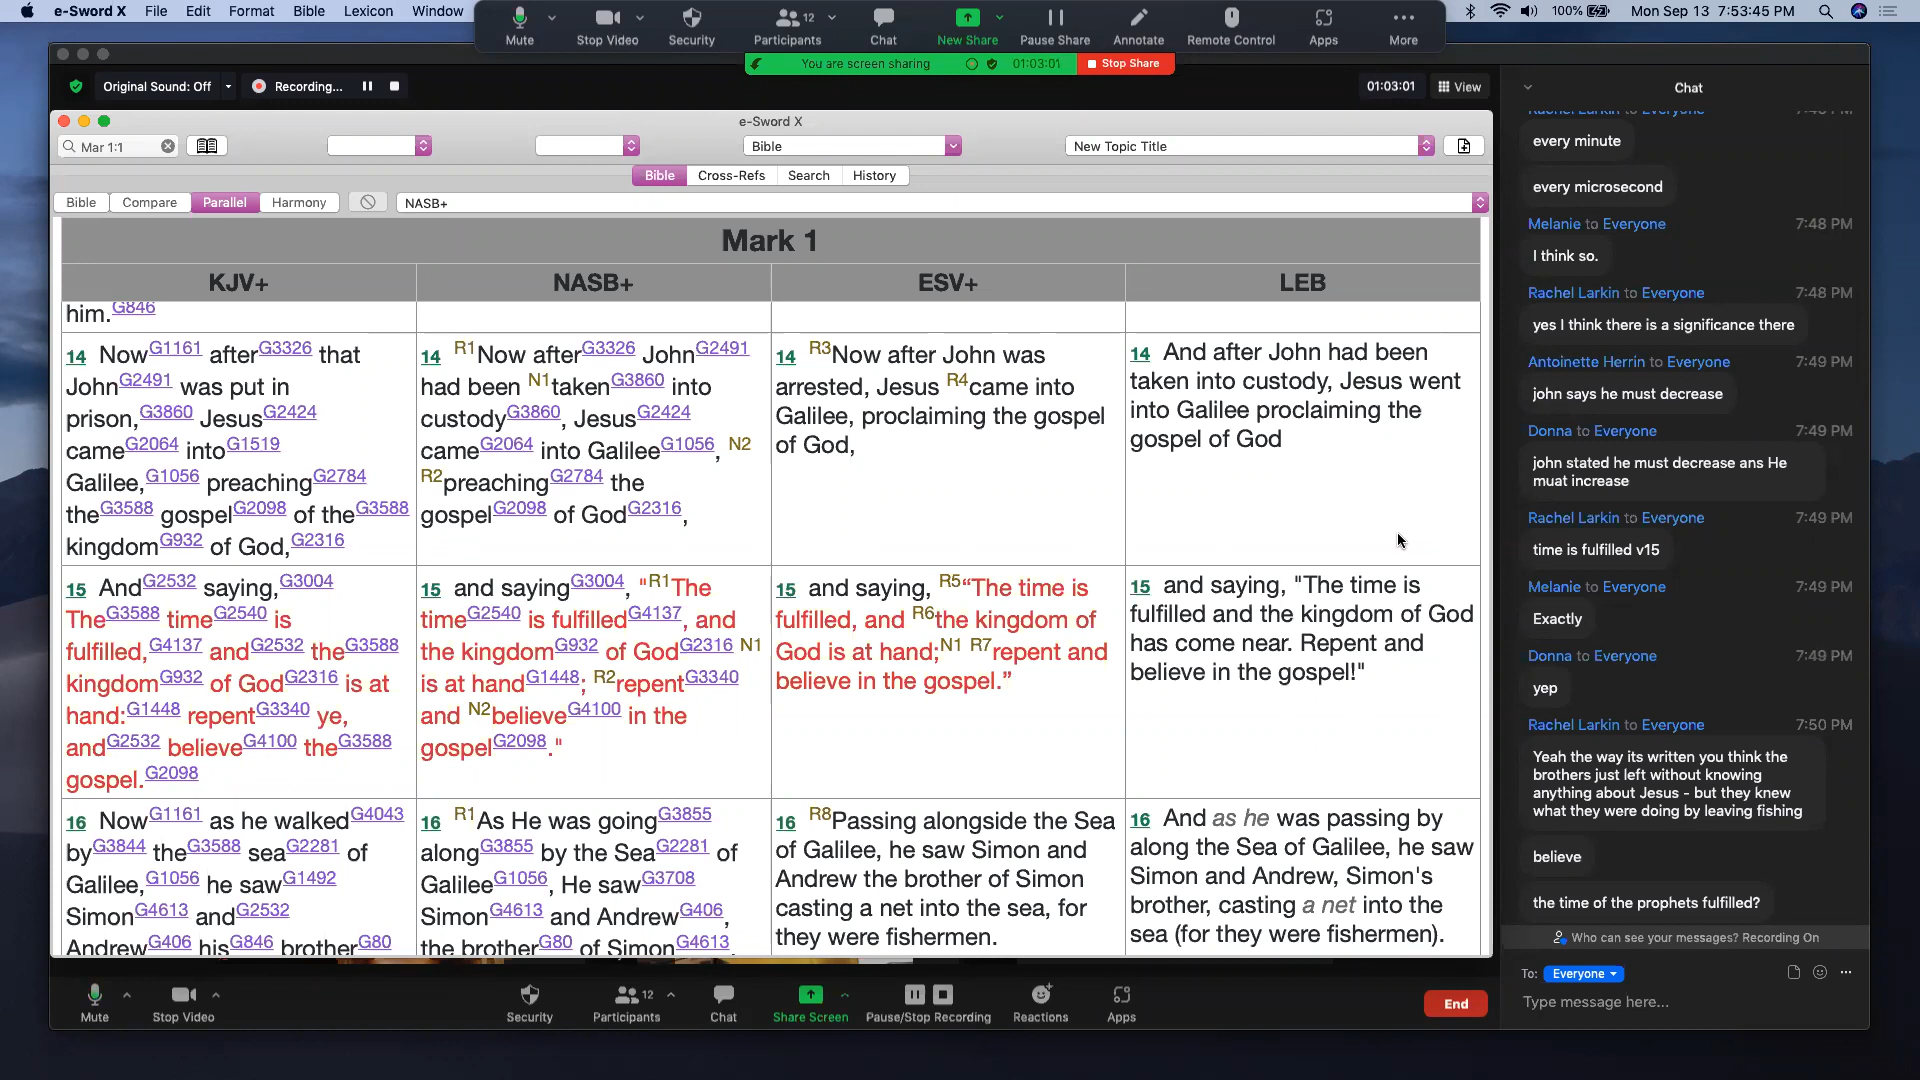 e-Sword X File Edit Format Bible Lexicon Window
100% Mon Sep 13 7:53:45 PM
Mute Stop Video Security Participants 12 Chat New Share Pause Share Annotate Remote Control Apps More
You are screen sharing 01:03:01 Stop Share
Original Sound: Off Recording... 01:03:01 View
e-Sword X
Mar 1:1 Bible New Topic Title
Bible Cross-Refs Search History
Bible Compare Parallel Harmony NASB+
Mark 1
KJV+ NASB+ ESV+ LEB
him.G846
14 NowG1161 afterG3326 that
JohnG2491 was put in
prison,G3860 JesusG2424
cameG2064 intoG1519
Galilee,G1056 preachingG2784
theG3588 gospelG2098 of theG3588
kingdomG932 of God,G2316
14 R1Now afterG3326 JohnG2491
had been N1takenG3860 into
custodyG3860, JesusG2424
cameG2064 into GalileeG1056, N2
R2preachingG2784 the
gospelG2098 of GodG2316,
14 R3Now after John was
arrested, Jesus R4came into
Galilee, proclaiming the gospel
of God,
14 And after John had been
taken into custody, Jesus went
into Galilee proclaiming the
gospel of God
15 AndG2532 saying,G3004
TheG3588 timeG2540 is
fulfilled,G4137 andG2532 theG3588
kingdomG932 of GodG2316 is at
hand:G1448 repentG3340 ye,
andG2532 believeG4100 theG3588
gospel.G2098
15 and sayingG3004, "R1The
timeG2540 is fulfilledG4137, and
the kingdomG932 of GodG2316 N1
is at handG1448; R2repentG3340
and N2believeG4100 in the
gospelG2098."
15 and saying, R5“The time is
fulfilled, and R6the kingdom of
God is at hand;N1 R7repent and
believe in the gospel.”
15 and saying, "The time is
fulfilled and the kingdom of God
has come near. Repent and
believe in the gospel!"
16 NowG1161 as he walkedG4043
byG3844 theG3588 seaG2281 of
Galilee,G1056 he sawG1492
SimonG4613 andG2532
AndrewG406 hisG846 brotherG80
16 R1As He was goingG3855
alongG3855 by the SeaG2281 of
GalileeG1056, He sawG3708
SimonG4613 and AndrewG406,
the brotherG80 of SimonG4613
16 R8Passing alongside the Sea
of Galilee, he saw Simon and
Andrew the brother of Simon
casting a net into the sea, for
they were fishermen.
16 And as he was passing by
along the Sea of Galilee, he saw
Simon and Andrew, Simon's
brother, casting a net into the
sea (for they were fishermen).
Mute Stop Video Security Participants 12 Chat Share Screen Pause/Stop Recording Reactions Apps End
Chat
Rachel Larkin to Everyone 7:48 PM
every minute
every microsecond
Melanie to Everyone 7:48 PM
I think so.
Rachel Larkin to Everyone 7:48 PM
yes I think there is a significance there
Antoinette Herrin to Everyone 7:49 PM
john says he must decrease
Donna to Everyone 7:49 PM
john stated he must decrease ans He
muat increase
Rachel Larkin to Everyone 7:49 PM
time is fulfilled v15
Melanie to Everyone 7:49 PM
Exactly
Donna to Everyone 7:49 PM
yep
Rachel Larkin to Everyone 7:50 PM
Yeah the way its written you think the
brothers just left without knowing
anything about Jesus - but they knew
what they were doing by leaving fishing
believe
the time of the prophets fulfilled?
Who can see your messages? Recording On
To: Everyone
Type message here...